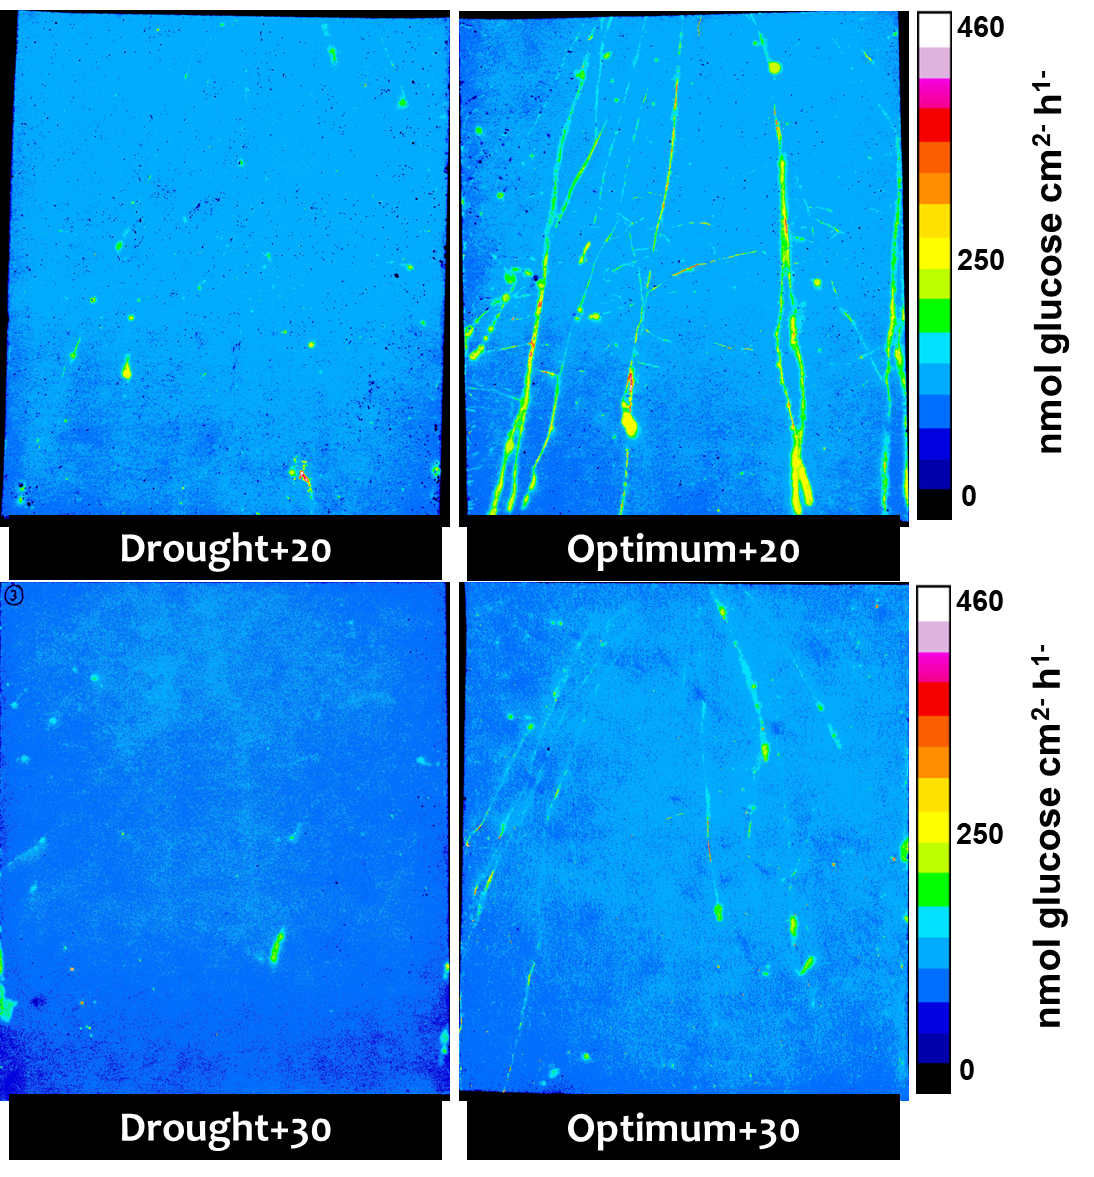 460
250
0
nmol glucose cm2- h1-
Drought+20
Optimum+20
3
460
250
0
nmol glucose cm2- h1-
Drought+30
Optimum+30